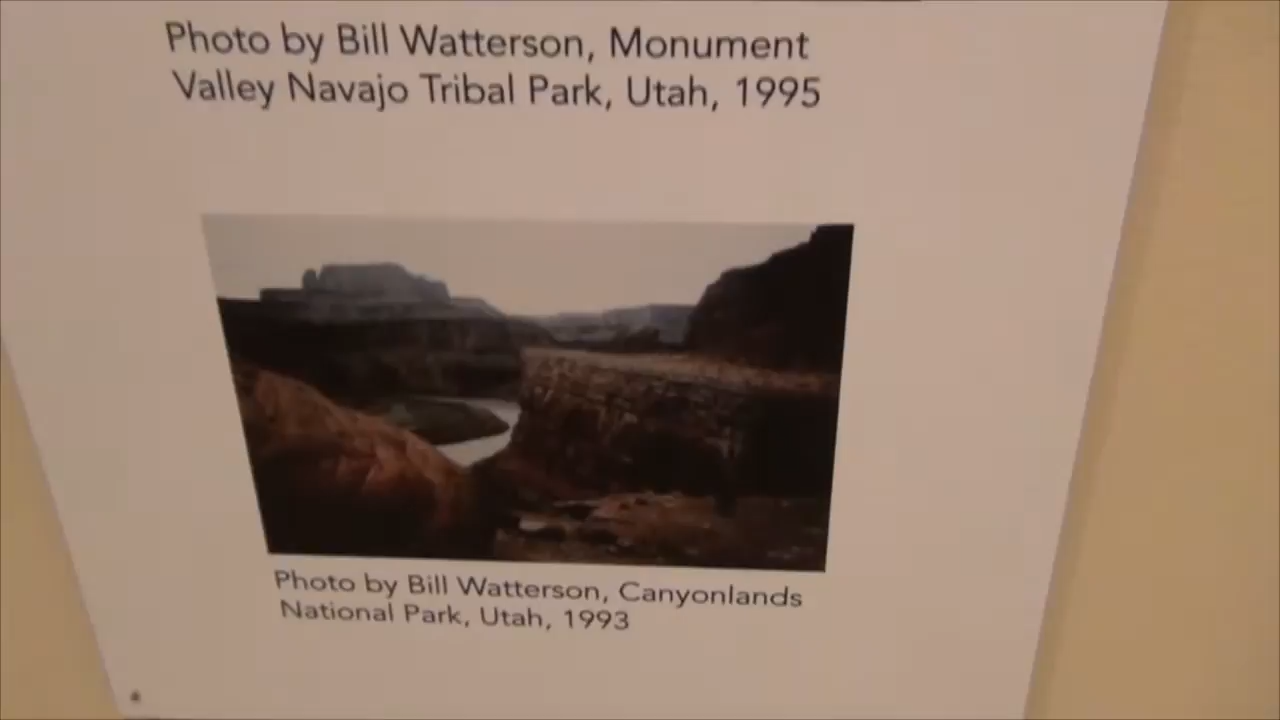 Photo by Bill Watterson, Monument
Valley Navajo Tribal Park, Utah, 1995
Photo by Bill Watterson, Canyonlands
National Park, Utah, 1993